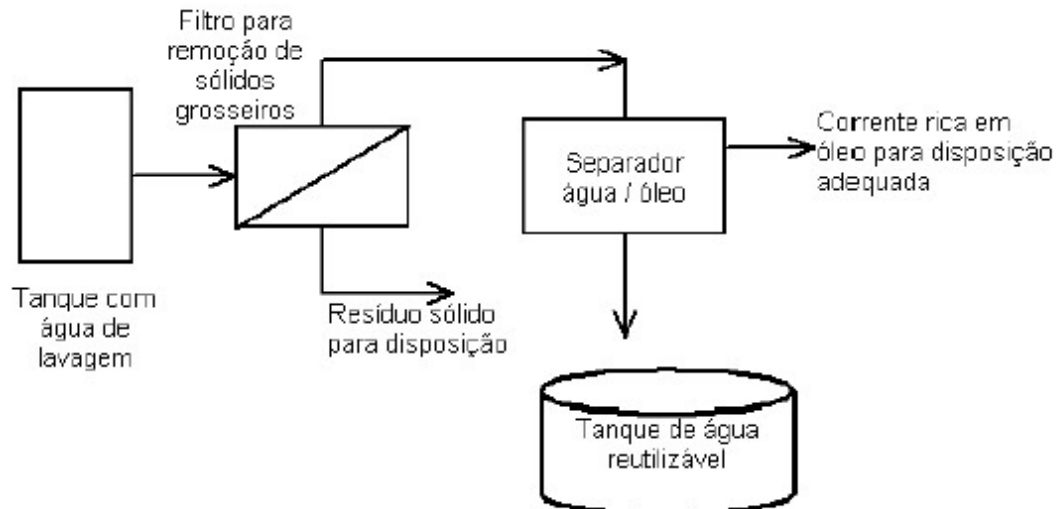 Filtro para
remoção de
sólidos
grosseiros
Separador
água / óleo
Corrente rica em
óleo para disposição
adequada
Tanque com
água de
lavagem
Resíduo sólido
para disposição
Tanque de água
reutilizável